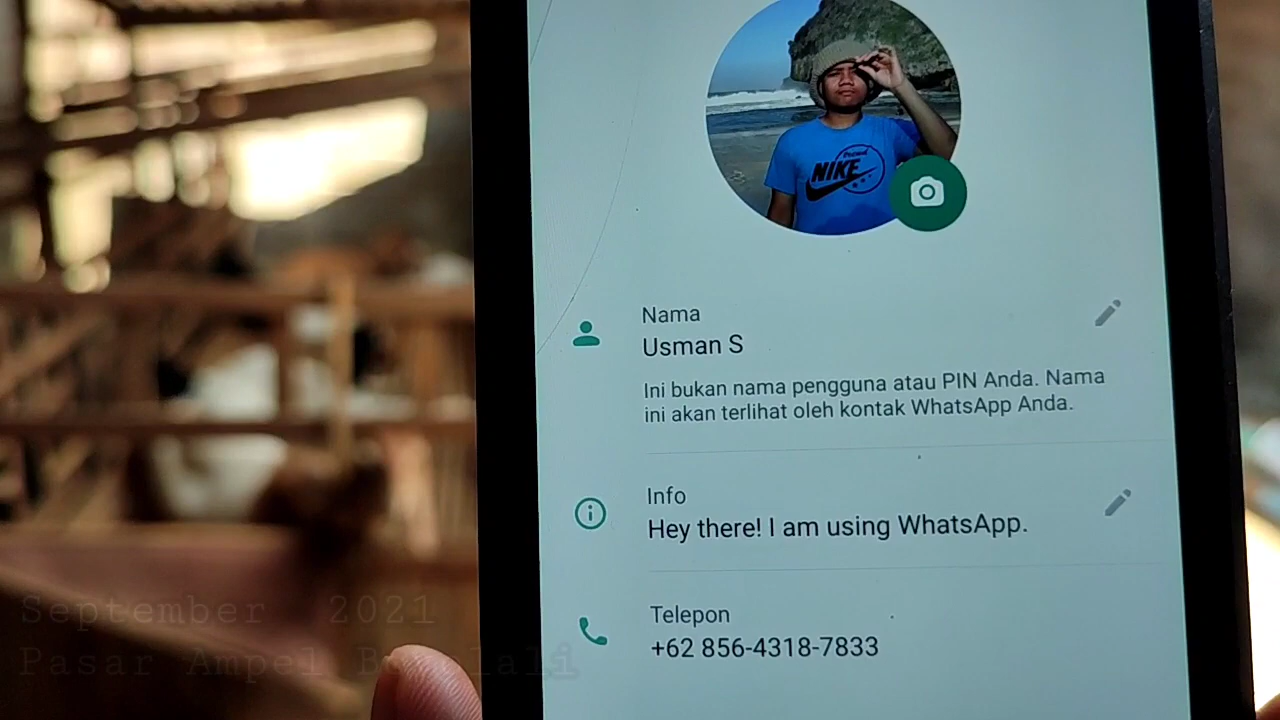 NIKE
Nama
Usman S
Ini bukan nama pengguna atau PIN Anda. Nama
ini akan terlihat oleh kontak WhatsApp Anda.
Info
Hey there! I am using WhatsApp.
Telepon
+62 856-4318-7833
September 2021
Pasar Ampel